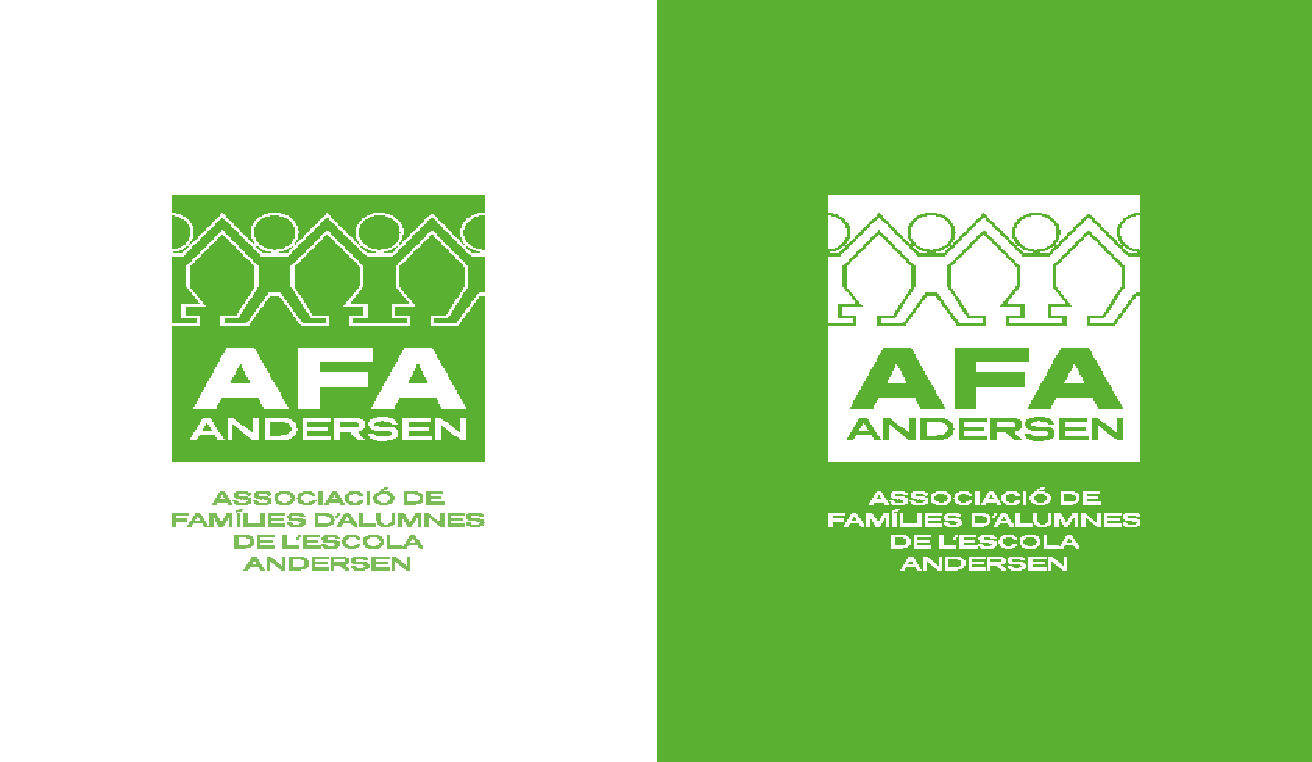 AFA
ANDERSEN
ASSOCIACIÓ DE
FAMÍLIES D'ALUMNES
DE L'ESCOLA
ANDERSEN
AFA
ANDERSEN
ASSOCIACIÓ DE
FAMÍLIES D'ALUMNES
DE L'ESCOLA
ANDERSEN